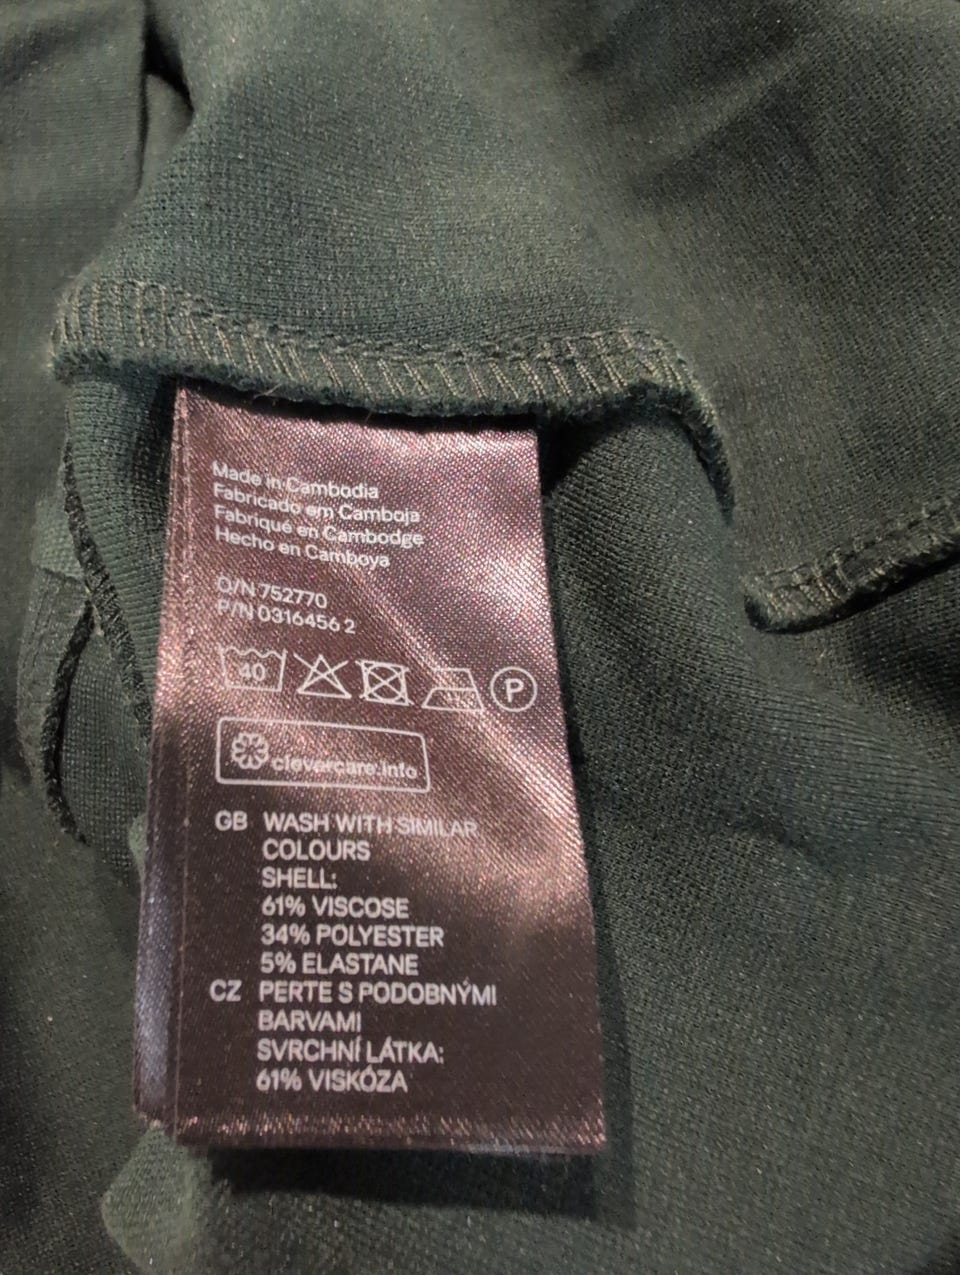 Made in Cambodia
Fabricado em Camboja
Fabriqué en Cambodge
Hecho en Camboya
O/N 752770
P/N 0316456 2
40 P
clevercare.info
GB WASH WITH SIMILAR
COLOURS
SHELL:
61% VISCOSE
34% POLYESTER
5% ELASTANE
CZ PERTE S PODOBNÝMI
BARVAMI
SVRCHNÍ LÁTKA:
61% VISKÓZA